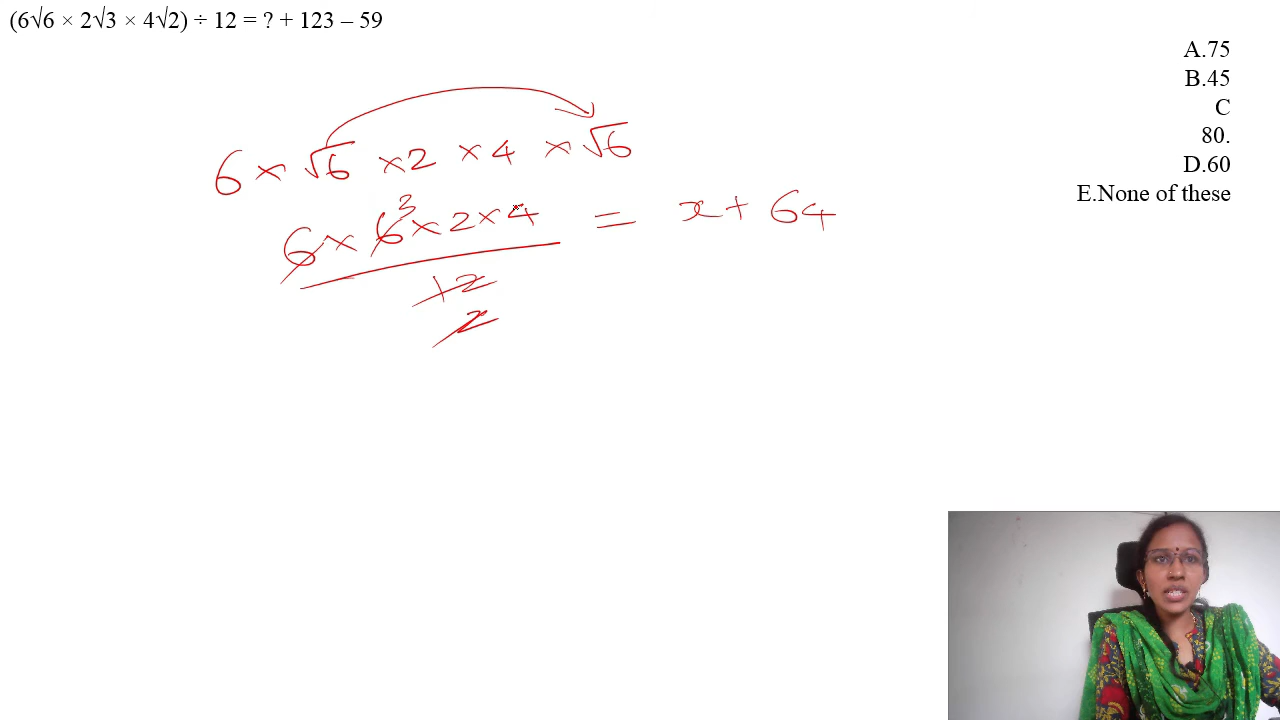 (6√6 × 2√3 × 4√2) ÷ 12 = ? + 123 – 59
A.75
B.45
C
80.
D.60
E.None of these
6 × √6 × 2 × 4 × √6
3
6 × 6 × 2 × 4 = x + 64
12
2